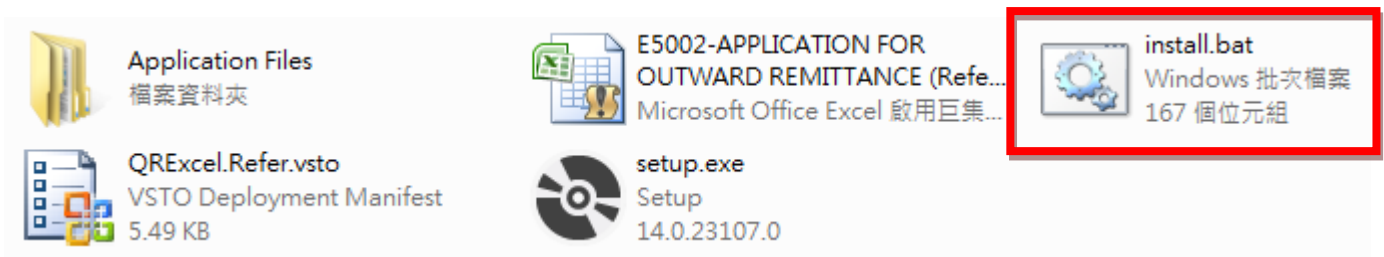 Application Files
檔案資料夾
E5002-APPLICATION FOR
OUTWARD REMITTANCE (Refe...
Microsoft Office Excel 啟用巨集...
install.bat
Windows 批次檔案
167 個位元組
QRExcel.Refer.vsto
VSTO Deployment Manifest
5.49 KB
setup.exe
Setup
14.0.23107.0